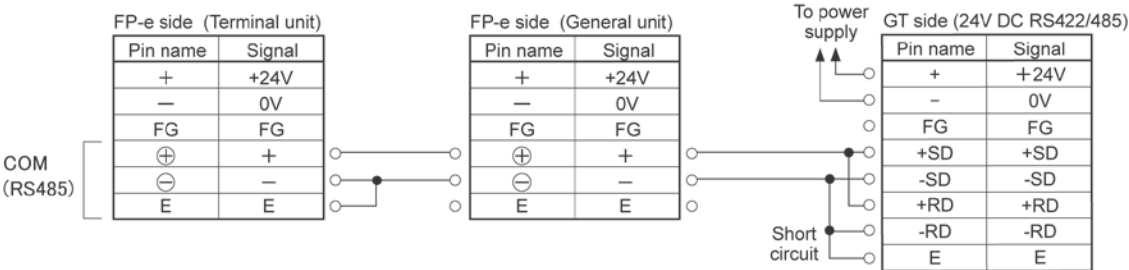 To power
supply
FP-e side (Terminal unit)
FP-e side (General unit)
GT side (24V DC RS422/485)
Pin name Signal
+ +24V
— 0V
FG FG
⊕ +
⊖ —
E E
COM
(RS485)
Pin name Signal
+ +24V
— 0V
FG FG
⊕ +
⊖ —
E E
Pin name Signal
+ +24V
– 0V
FG FG
+SD +SD
-SD -SD
+RD +RD
-RD -RD
E E
Short
circuit